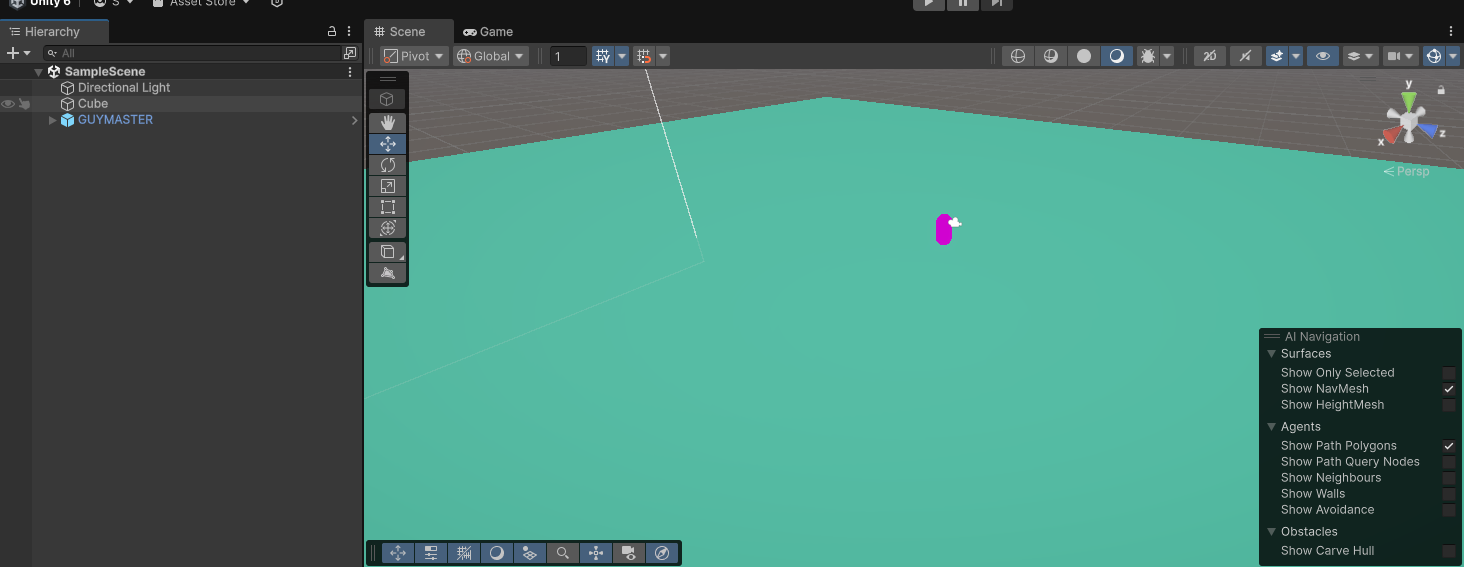 Unity 6
S
Asset Store
Hierarchy
Scene
Game
All
Pivot
Global
1
2D
SampleScene
Directional Light
Cube
GUYMASTER
y
x
z
Persp
AI Navigation
Surfaces
Show Only Selected
Show NavMesh
Show HeightMesh
Agents
Show Path Polygons
Show Path Query Nodes
Show Neighbours
Show Walls
Show Avoidance
Obstacles
Show Carve Hull